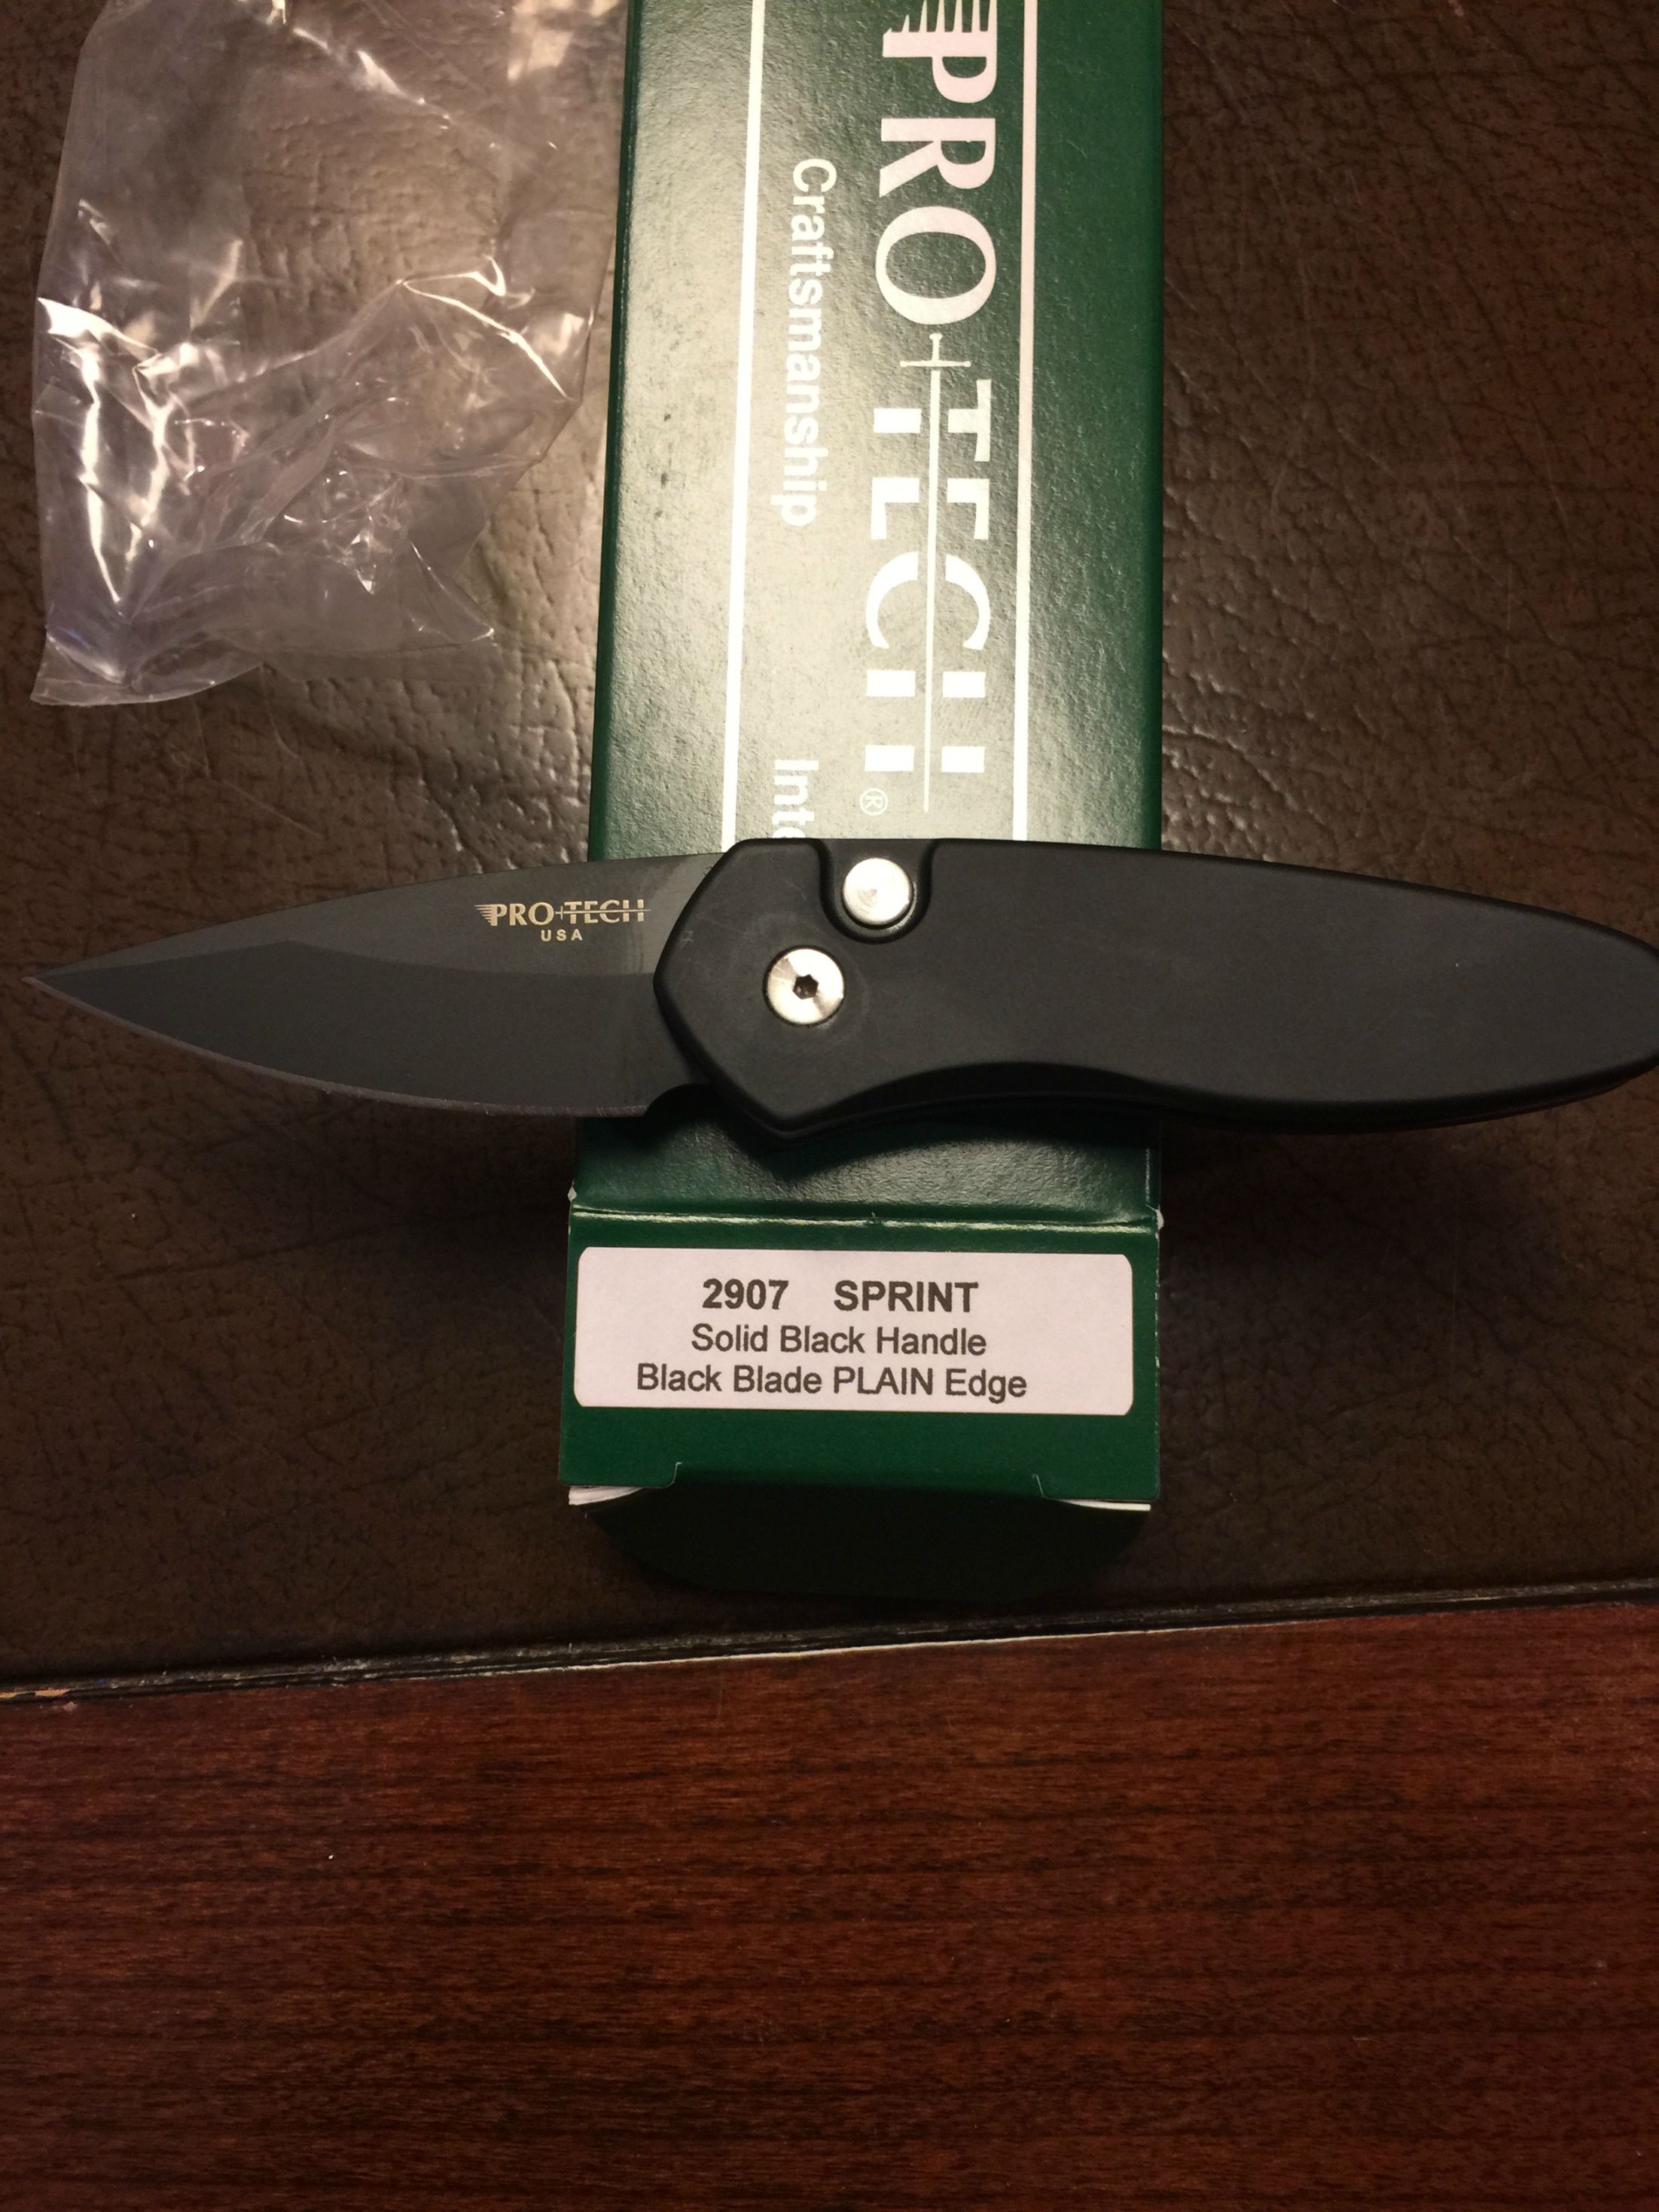 PRO TECH®
Craftsmanship
PRO TECH
USA
2907 SPRINT
Solid Black Handle
Black Blade PLAIN Edge